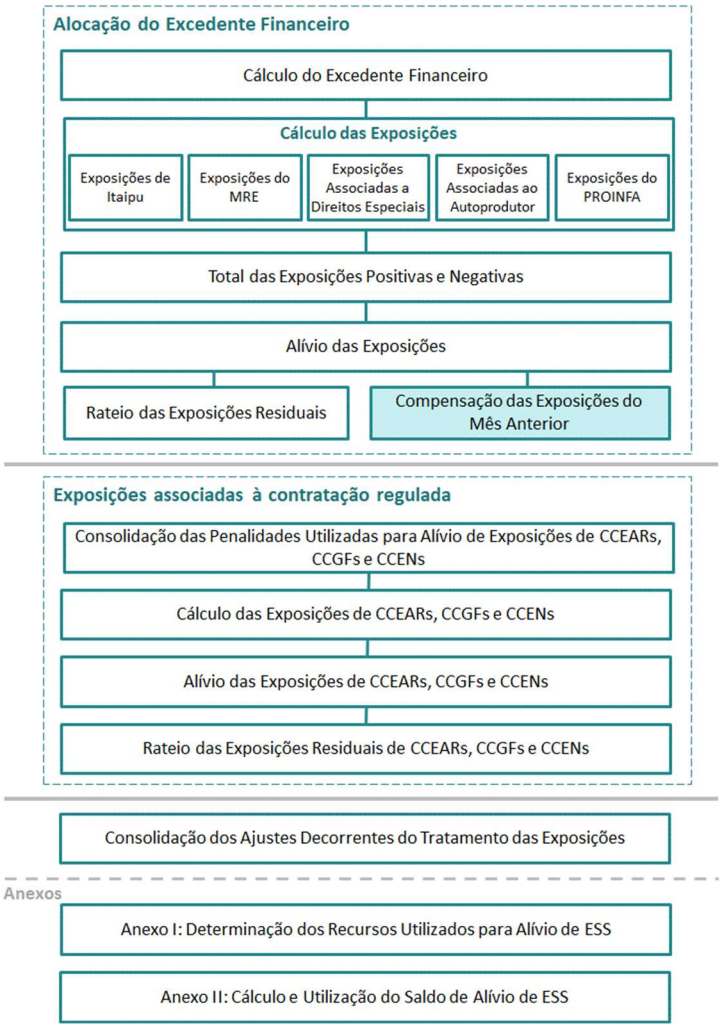 Alocação do Excedente Financeiro
Cálculo do Excedente Financeiro
Cálculo das Exposições
Exposições de
Itaipu
Exposições do
MRE
Exposições
Associadas a
Direitos Especiais
Exposições
Associadas ao
Autoprodutor
Exposições do
PROINFA
Total das Exposições Positivas e Negativas
Alívio das Exposições
Rateio das Exposições Residuais
Compensação das Exposições do
Mês Anterior
Exposições associadas à contratação regulada
Consolidação das Penalidades Utilizadas para Alívio de Exposições de CCEARs,
CCGFs e CCENs
Cálculo das Exposições de CCEARs, CCGFs e CCENs
Alívio das Exposições de CCEARs, CCGFs e CCENs
Rateio das Exposições Residuais de CCEARs, CCGFs e CCENs
Consolidação dos Ajustes Decorrentes do Tratamento das Exposições
Anexos
Anexo I: Determinação dos Recursos Utilizados para Alívio de ESS
Anexo II: Cálculo e Utilização do Saldo de Alívio de ESS